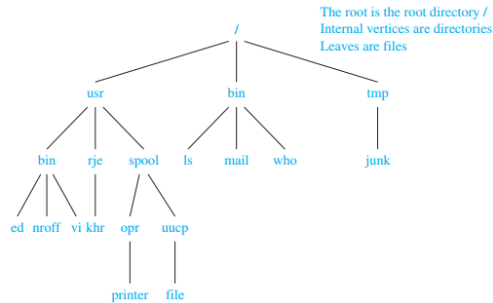 The root is the root directory /
Internal vertices are directories
Leaves are files
/
usr bin tmp
bin rje spool ls mail who junk
ed nroff vi khr opr uucp
printer file